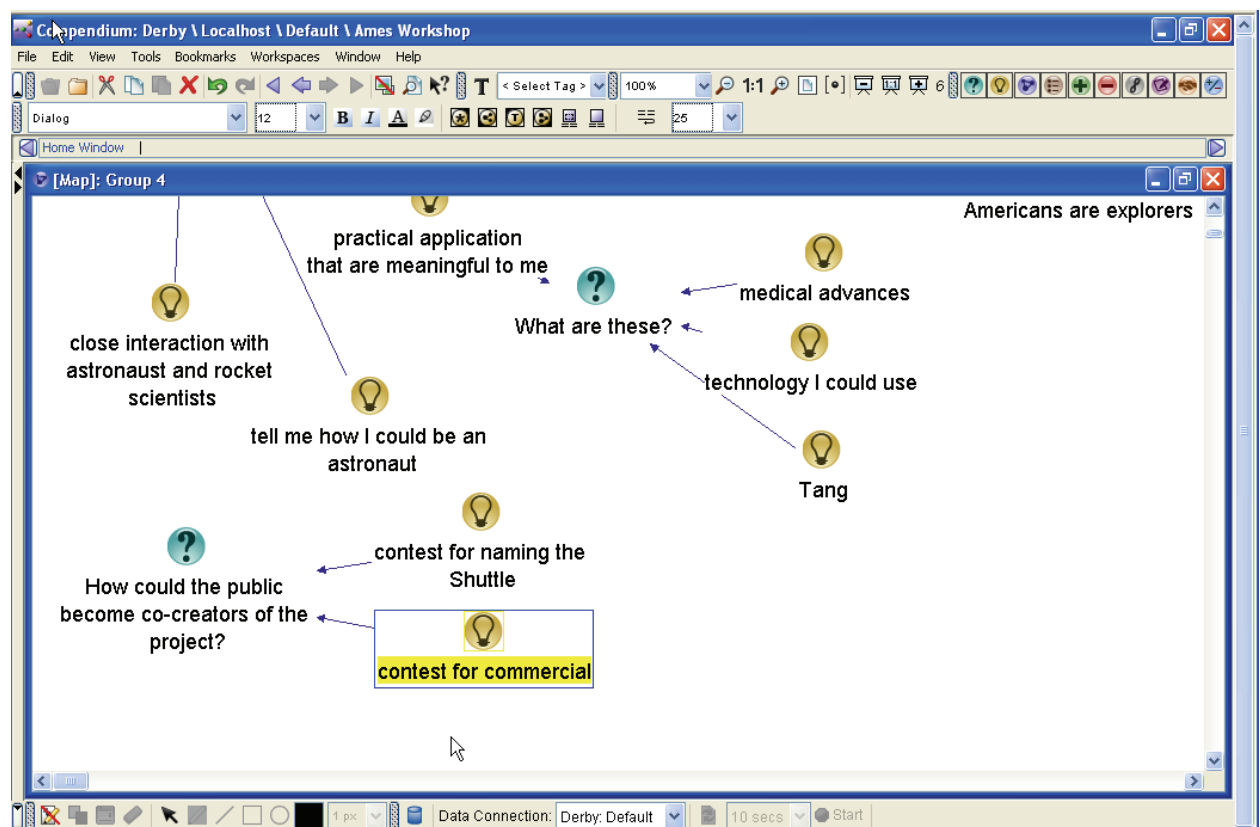 Compendium: Derby \ Localhost \ Default \ Ames Workshop
File Edit View Tools Bookmarks Workspaces Window Help
T < Select Tag > 100% 1:1 6
Dialog 12 B I A 25
Home Window
[Map]: Group 4
Americans are explorers
practical application
that are meaningful to me
medical advances
What are these?
close interaction with
astronaust and rocket
scientists
technology I could use
tell me how I could be an
astronaut
Tang
contest for naming the
Shuttle
How could the public
become co-creators of the
project?
contest for commercial
1 px Data Connection: Derby: Default 10 secs Start